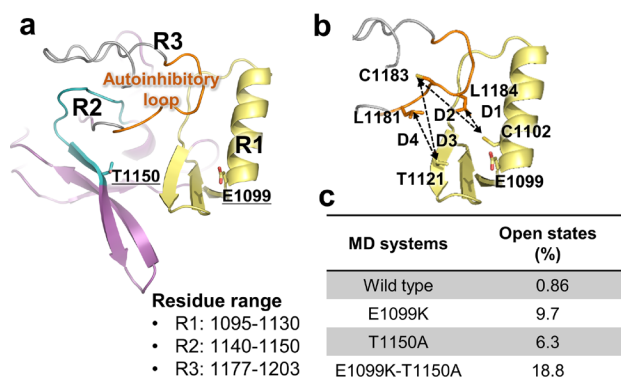 a
R3
Autoinhibitory
loop
R2
R1
T1150
E1099
Residue range
• R1: 1095-1130
• R2: 1140-1150
• R3: 1177-1203
b
C1183
L1184
D1
L1181
D2
C1102
D4
D3
T1121
E1099
c
MD systems Open states
(%)
Wild type 0.86
E1099K 9.7
T1150A 6.3
E1099K-T1150A 18.8